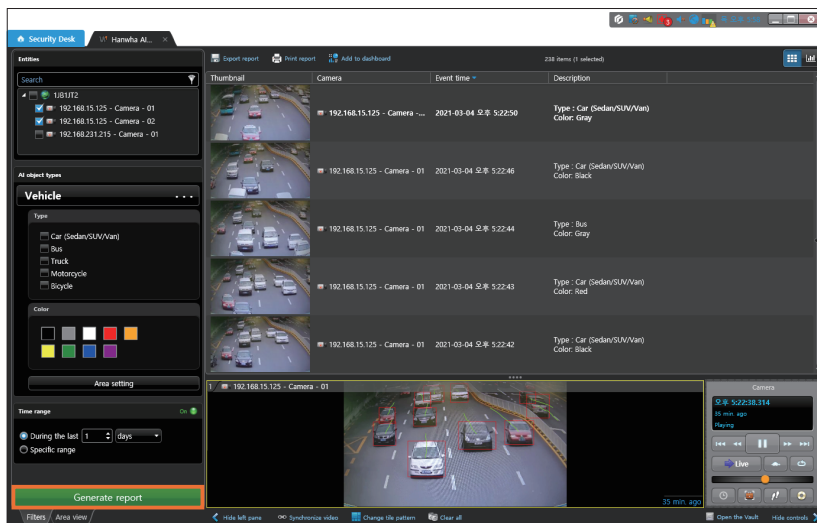 3
Security Desk
Hanwha AI...
Entities
Search
1JB1JT2
192.168.15.125 - Camera - 01
192.168.15.125 - Camera - 02
192.168.231.215 - Camera - 01
AI object types
Vehicle
...
Type
Car (Sedan/SUV/Van)
Bus
Truck
Motorcycle
Bicycle
Color
Area setting
Time range
On
During the last 1 days
Specific range
Generate report
Filters Area view
Export report Print report Add to dashboard 238 items (1 selected)
Thumbnail Camera Event time Description
192.168.15.125 - Camera -... 2021-03-04 오후 5:22:50 Type : Car (Sedan/SUV/Van)
Color: Gray
192.168.15.125 - Camera - 01 2021-03-04 오후 5:22:46 Type : Car (Sedan/SUV/Van)
Color: Black
192.168.15.125 - Camera - 01 2021-03-04 오후 5:22:44 Type : Bus
Color: Gray
192.168.15.125 - Camera - 01 2021-03-04 오후 5:22:43 Type : Car (Sedan/SUV/Van)
Color: Red
192.168.15.125 - Camera - 01 2021-03-04 오후 5:22:42 Type : Car (Sedan/SUV/Van)
Color: Black
1 192.168.15.125 - Camera - 01
35 min. ago
Camera
오후 5:22:38.314
35 min. ago
Playing
Live
Hide left pane Synchronize video Change tile pattern Clear all Open the Vault Hide controls